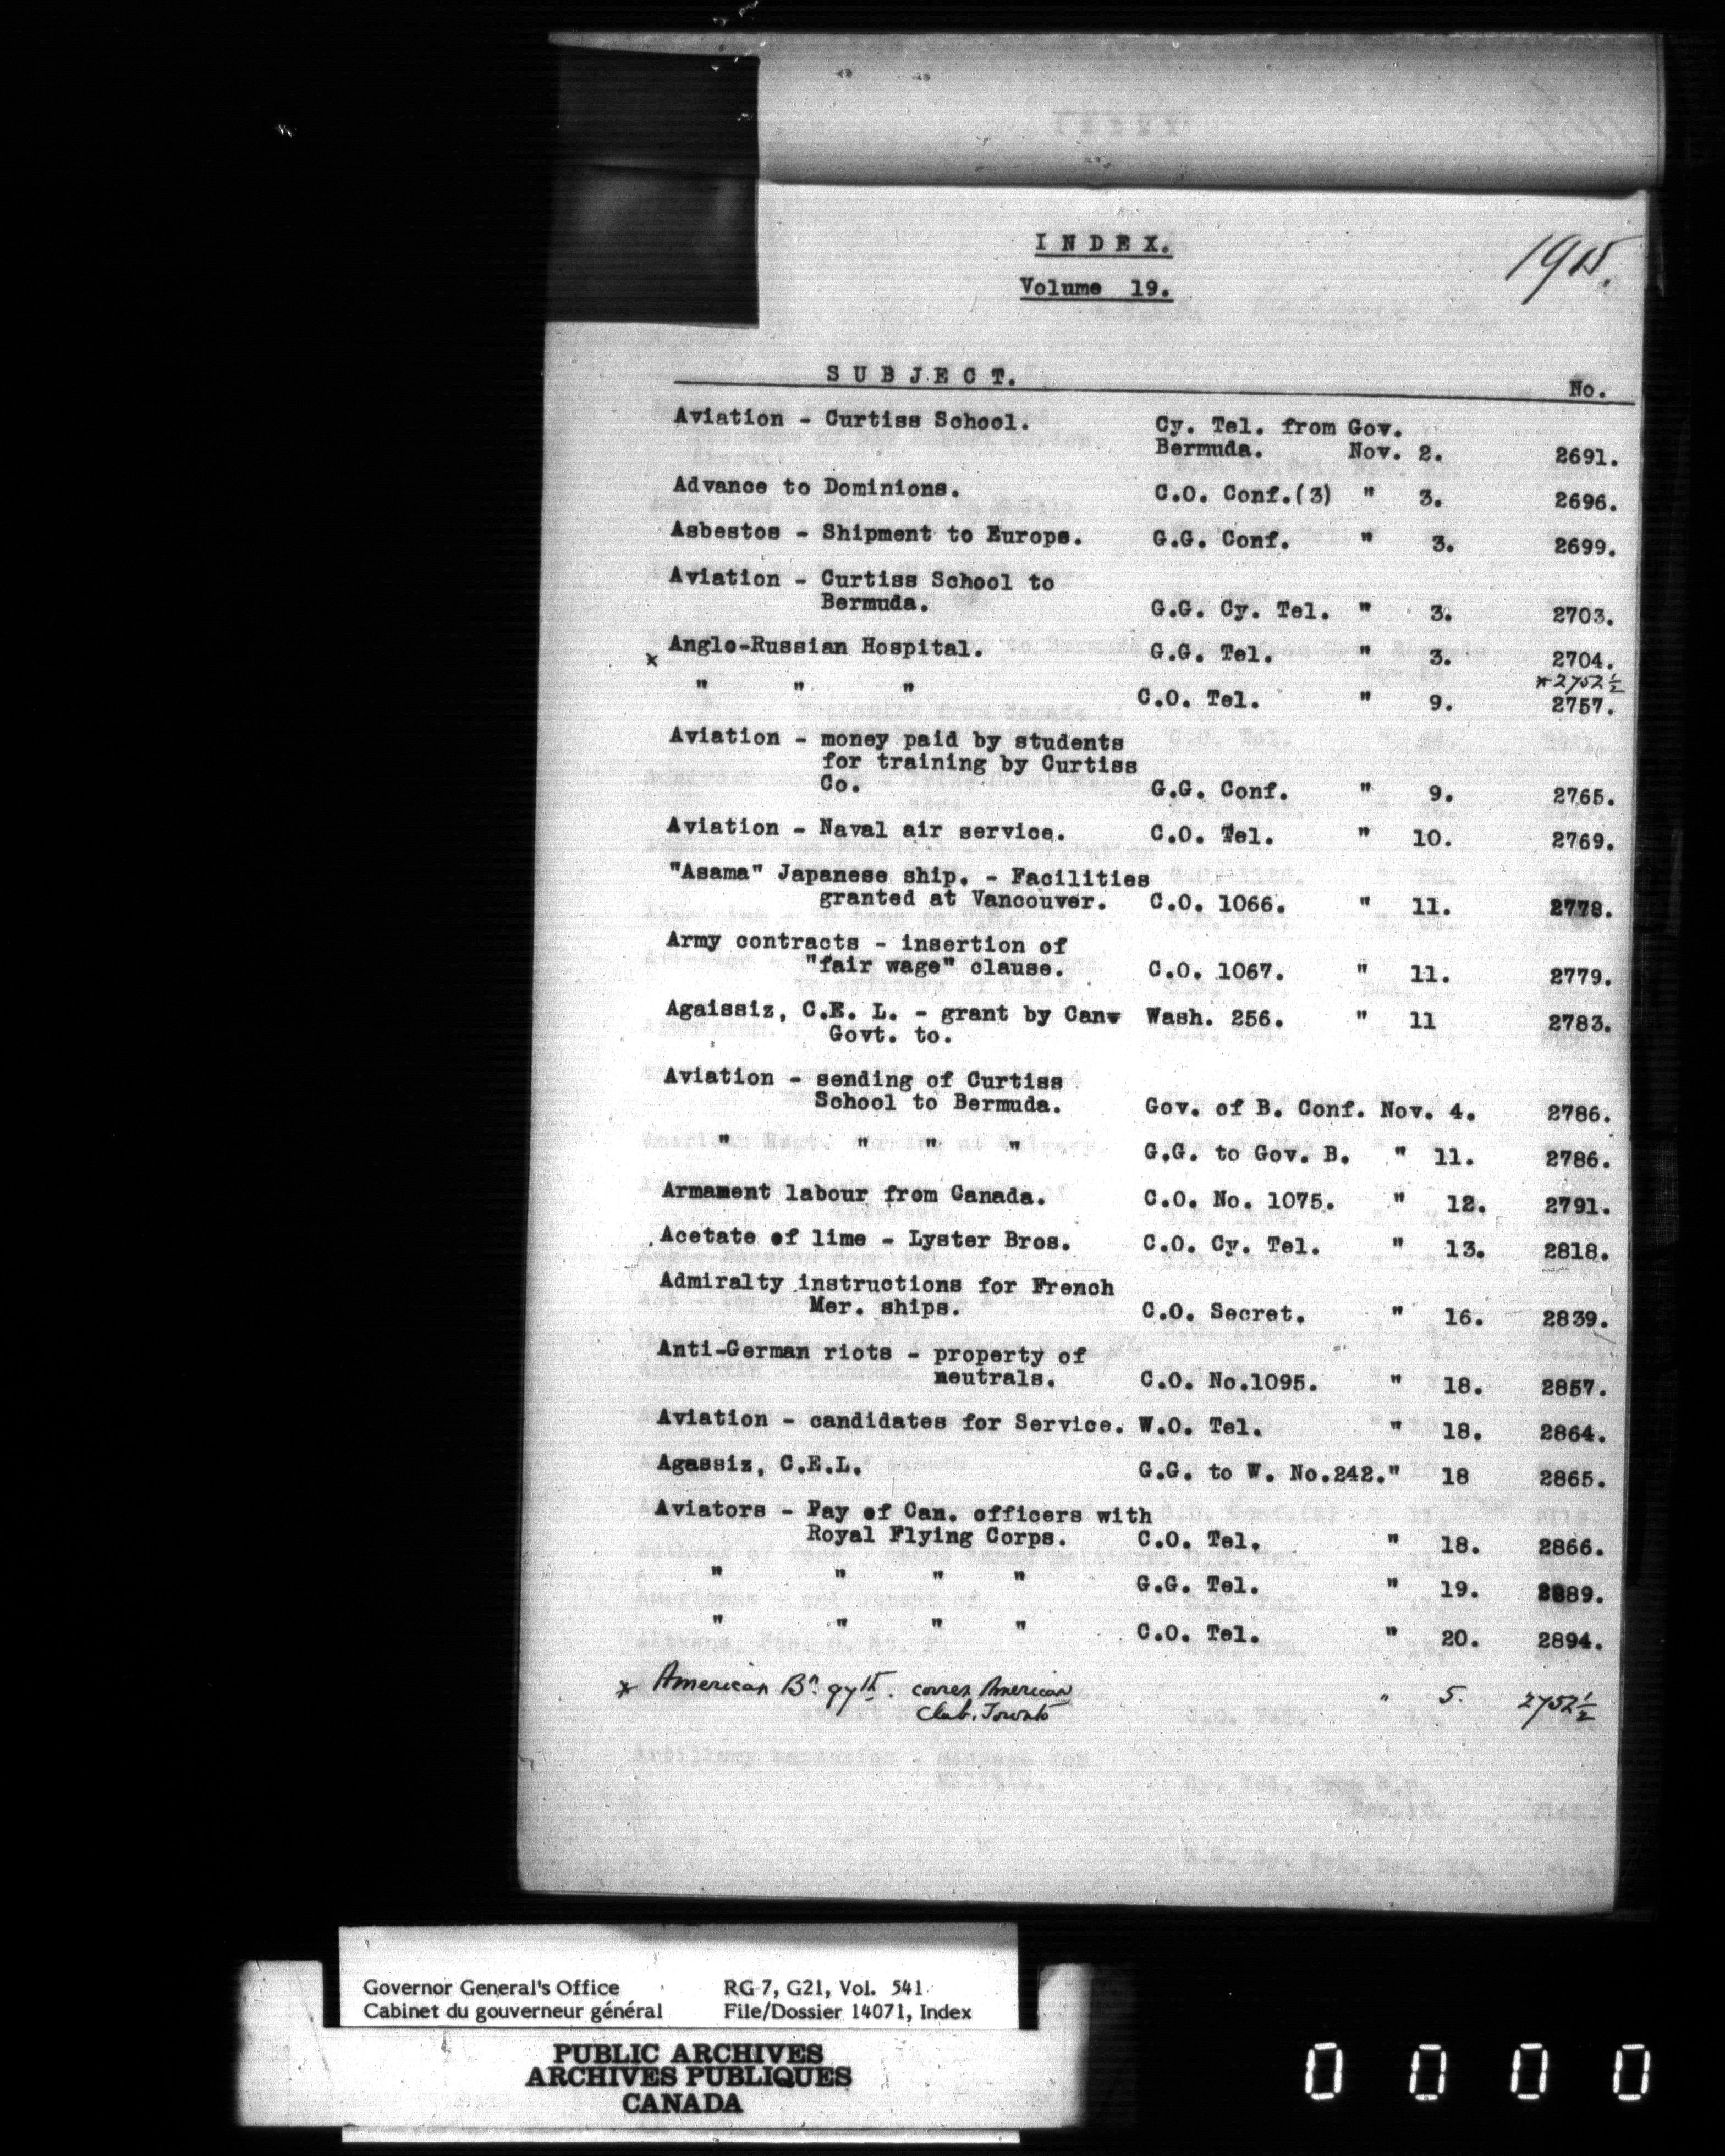 INDEX.
1915.
Volume 19.
SUBJECT. No.
Aviation - Curtiss School. Cy. Tel. from Gov.
Bermuda. Nov. 2. 2691.
Advance to Dominions. C.O. Conf.(3) " 3. 2696.
Asbestos - Shipment to Europe. G.G. Conf. " 3. 2699.
Aviation - Curtiss School to
Bermuda. G.G. Cy. Tel. " 3. 2703.
Anglo-Russian Hospital. G.G. Tel. " 3. 2704.
x * 2752½
" " " C.O. Tel. " 9. 2757.
Aviation - money paid by students
for training by Curtiss
Co. G.G. Conf. " 9. 2765.
Aviation - Naval air service. C.O. Tel. " 10. 2769.
"Asama" Japanese ship. - Facilities
granted at Vancouver. C.O. 1066. " 11. 2778.
Army contracts - insertion of
"fair wage" clause. C.O. 1067. " 11. 2779.
Agaissiz, C.E. L. - grant by Can. Wash. 256. " 11 2783.
Govt. to.
Aviation - sending of Curtiss
School to Bermuda. Gov. of B. Conf. Nov. 4. 2786.
" " " " G.G. to Gov. B. " 11. 2786.
Armament labour from Canada. C.O. No. 1075. " 12. 2791.
Acetate of lime - Lyster Bros. C.O. Cy. Tel. " 13. 2818.
Admiralty instructions for French
Mer. ships. C.O. Secret. " 16. 2839.
Anti-German riots - property of
neutrals. C.O. No.1095. " 18. 2857.
Aviation - candidates for Service. W.O. Tel. " 18. 2864.
Agassiz, C.E.L. G.G. to W. No.242." 18 2865.
Aviators - Pay of Can. officers with
Royal Flying Corps. C.O. Tel. " 18. 2866.
" " " " G.G. Tel. " 19. 2889.
" " " " C.O. Tel. " 20. 2894.
* American Bn. 97th. corres American
Club. Toronto " 5. 2752½
Governor General's Office RG 7, G21, Vol. 541
Cabinet du gouverneur général File/Dossier 14071, Index
PUBLIC ARCHIVES
ARCHIVES PUBLIQUES
CANADA
0 0 0 0